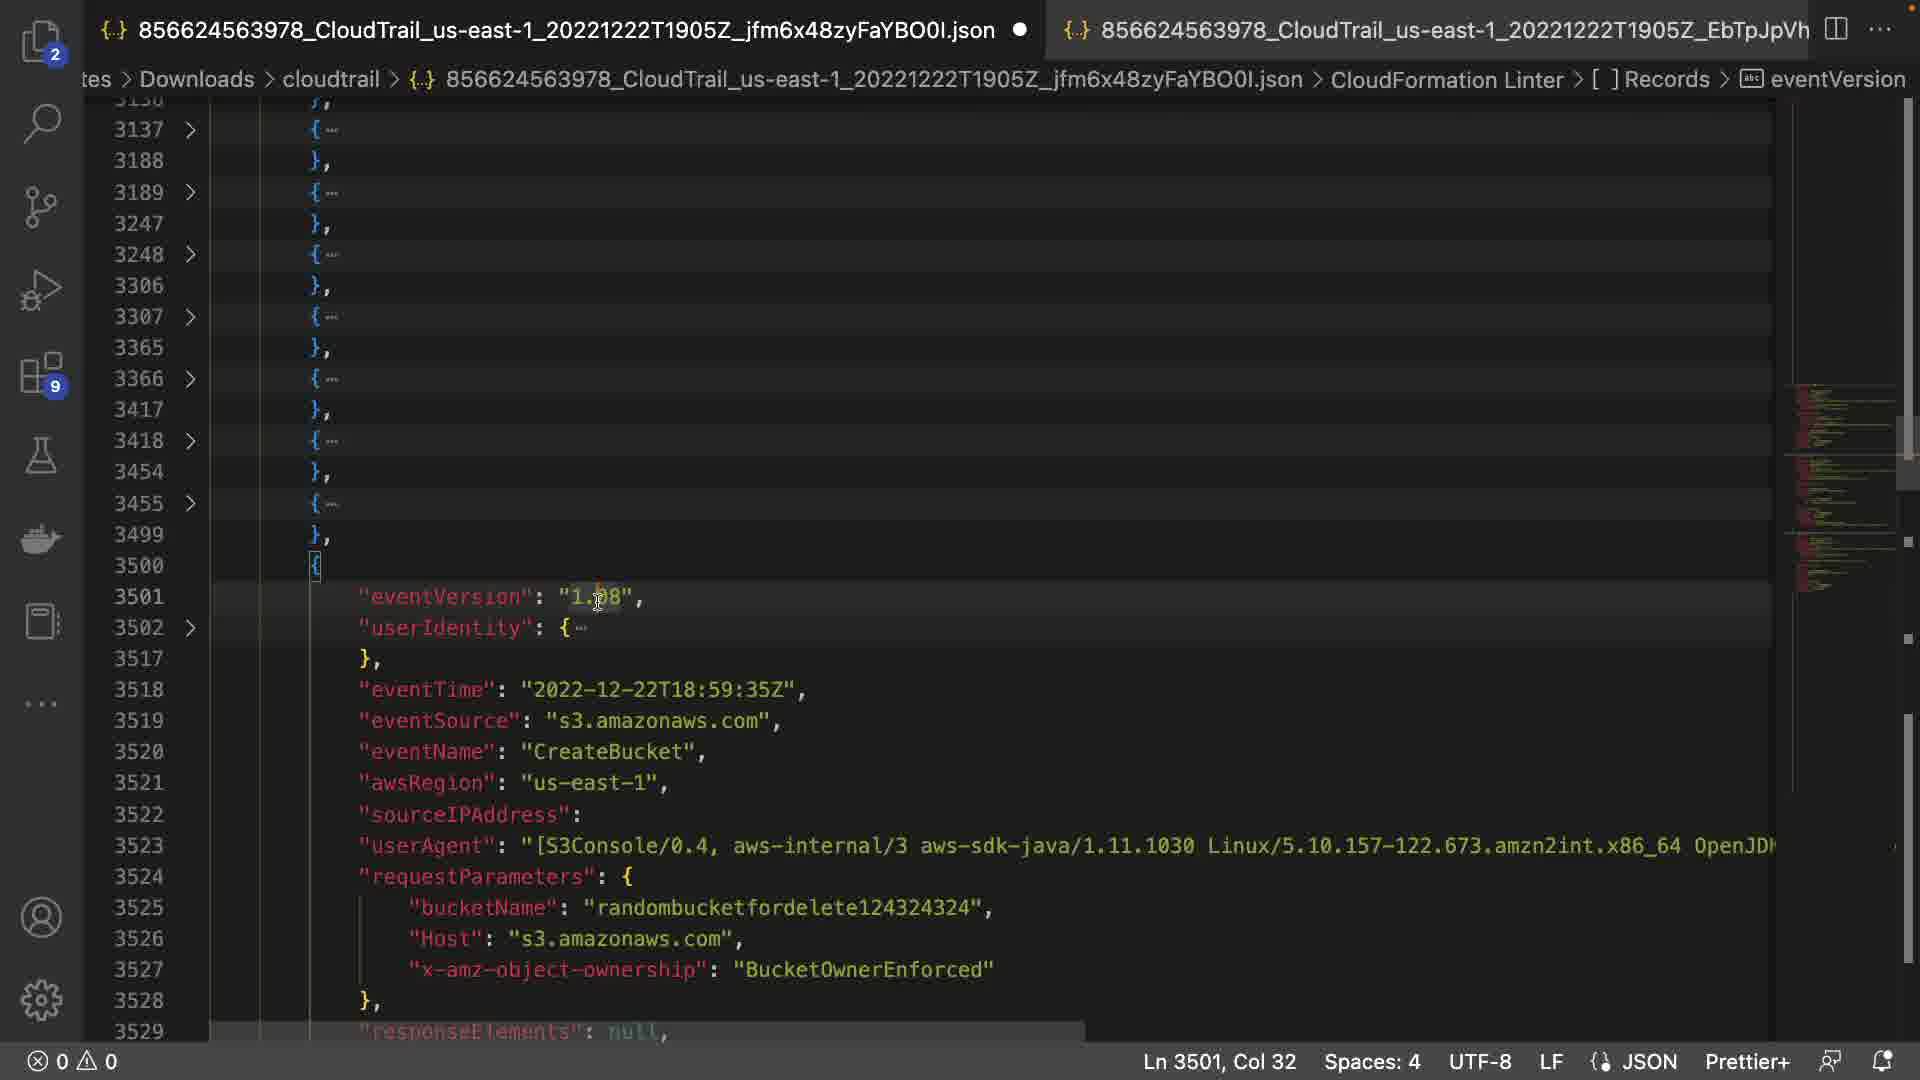 856624563978_CloudTrail_us-east-1_20221222T1905Z_jfm6x48zyFaYBO0I.json
856624563978_CloudTrail_us-east-1_20221222T1905Z_EbTpJpVh
tes > Downloads > cloudtrail > {..} 856624563978_CloudTrail_us-east-1_20221222T1905Z_jfm6x48zyFaYBO0I.json > CloudFormation Linter > [ ] Records > abc eventVersion
3136 },
3137 {
3188 },
3189 {
3247 },
3248 {
3306 },
3307 {
3365 },
3366 {
3417 },
3418 {
3454 },
3455 {
3499 },
3500 {
3501 "eventVersion": "1.08",
3502 "userIdentity": {
3517 },
3518 "eventTime": "2022-12-22T18:59:35Z",
3519 "eventSource": "s3.amazonaws.com",
3520 "eventName": "CreateBucket",
3521 "awsRegion": "us-east-1",
3522 "sourceIPAddress":
3523 "userAgent": "[S3Console/0.4, aws-internal/3 aws-sdk-java/1.11.1030 Linux/5.10.157-122.673.amzn2int.x86_64 OpenJDK
3524 "requestParameters": {
3525 "bucketName": "randombucketfordelete124324324",
3526 "Host": "s3.amazonaws.com",
3527 "x-amz-object-ownership": "BucketOwnerEnforced"
3528 },
3529 "responseElements": null,
2
9
0 0 Ln 3501, Col 32 Spaces: 4 UTF-8 LF {} JSON Prettier+